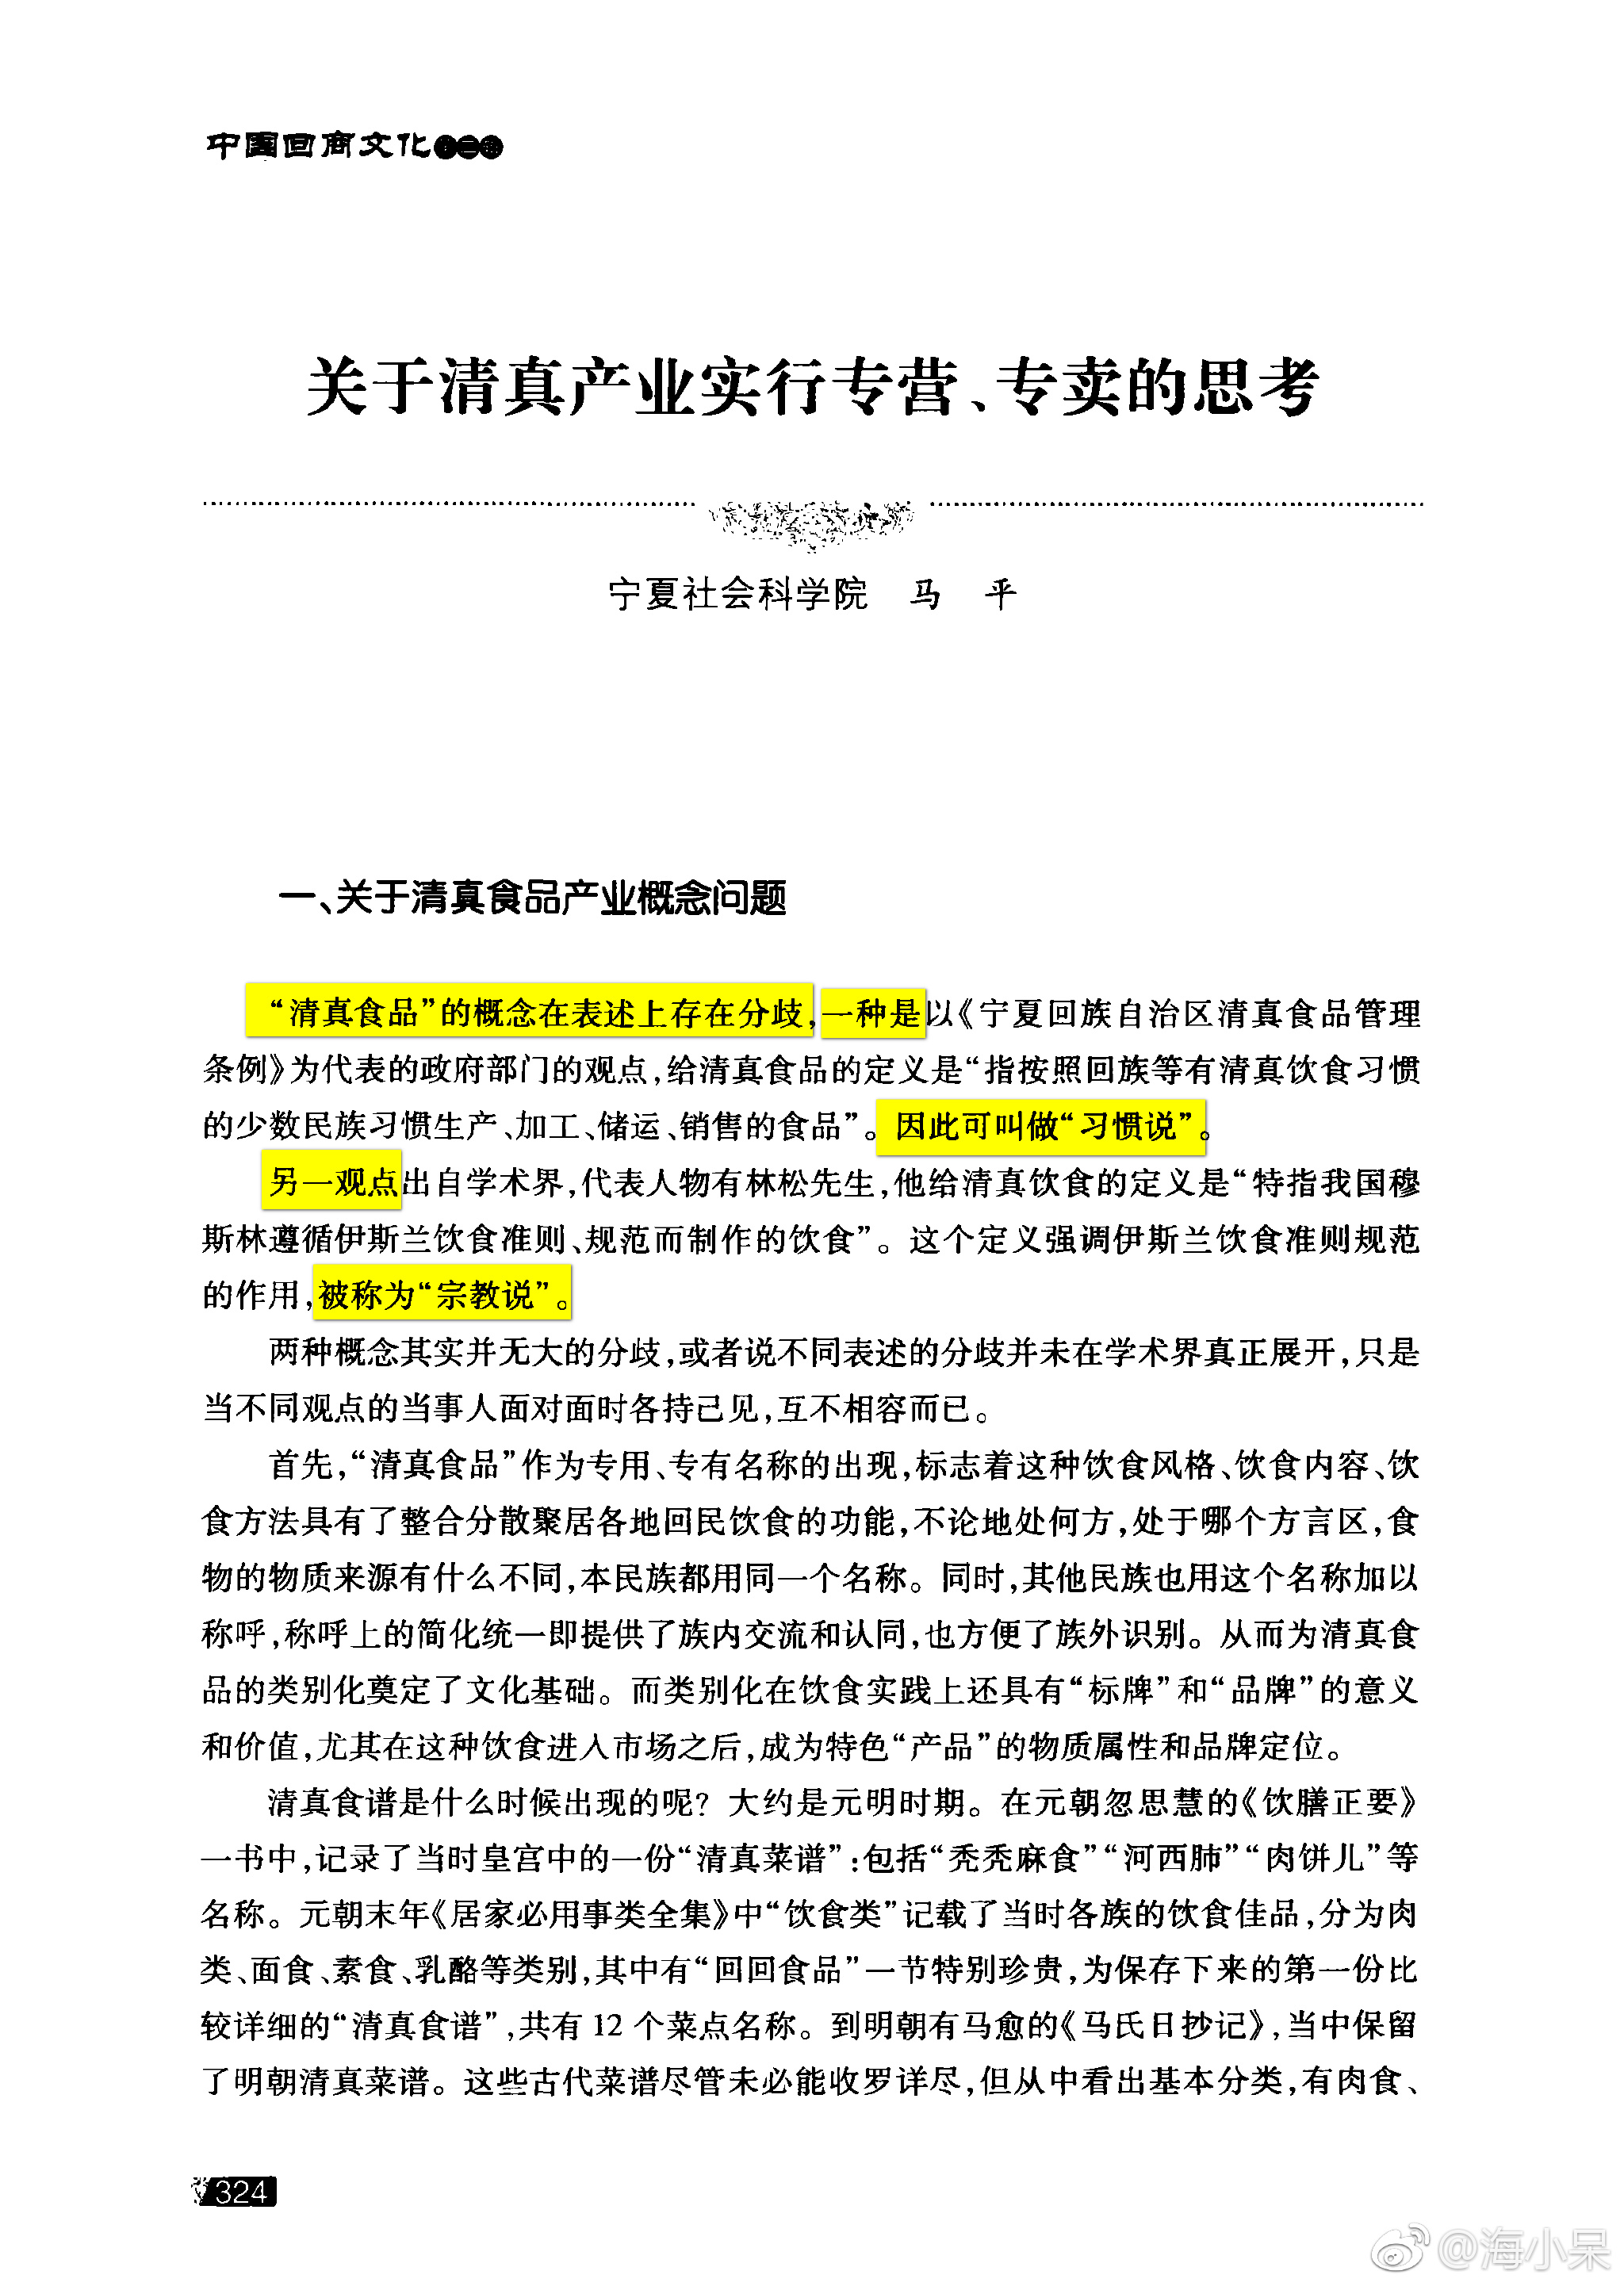 中国回商文化
关于清真产业实行专营、专卖的思考
宁夏社会科学院 马 平
一、关于清真食品产业概念问题
“清真食品”的概念在表述上存在分歧,一种是以《宁夏回族自治区清真食品管理
条例》为代表的政府部门的观点,给清真食品的定义是“指按照回族等有清真饮食习惯
的少数民族习惯生产、加工、储运、销售的食品”。因此可叫做“习惯说”。
另一观点出自学术界,代表人物有林松先生,他给清真饮食的定义是“特指我国穆
斯林遵循伊斯兰饮食准则、规范而制作的饮食”。这个定义强调伊斯兰饮食准则规范
的作用,被称为“宗教说”。
两种概念其实并无大的分歧,或者说不同表述的分歧并未在学术界真正展开,只是
当不同观点的当事人面对面时各持己见,互不相容而已。
首先,“清真食品”作为专用、专有名称的出现,标志着这种饮食风格、饮食内容、饮
食方法具有了整合分散聚居各地回民饮食的功能,不论地处何方,处于哪个方言区,食
物的物质来源有什么不同,本民族都用同一个名称。同时,其他民族也用这个名称加以
称呼,称呼上的简化统一即提供了族内交流和认同,也方便了族外识别。从而为清真食
品的类别化奠定了文化基础。而类别化在饮食实践上还具有“标牌”和“品牌”的意义
和价值,尤其在这种饮食进入市场之后,成为特色“产品”的物质属性和品牌定位。
清真食谱是什么时候出现的呢?大约是元明时期。在元朝忽思慧的《饮膳正要》
一书中,记录了当时皇宫中的一份“清真菜谱”:包括“秃秃麻食”“河西肺”“肉饼儿”等
名称。元朝末年《居家必用事类全集》中“饮食类”记载了当时各族的饮食佳品,分为肉
类、面食、素食、乳酪等类别,其中有“回回食品”一节特别珍贵,为保存下来的第一份比
较详细的“清真食谱”,共有12个菜点名称。到明朝有马愈的《马氏日抄记》,当中保留
了明朝清真菜谱。这些古代菜谱尽管未必能收罗详尽,但从中看出基本分类,有肉食、
324
@海小呆